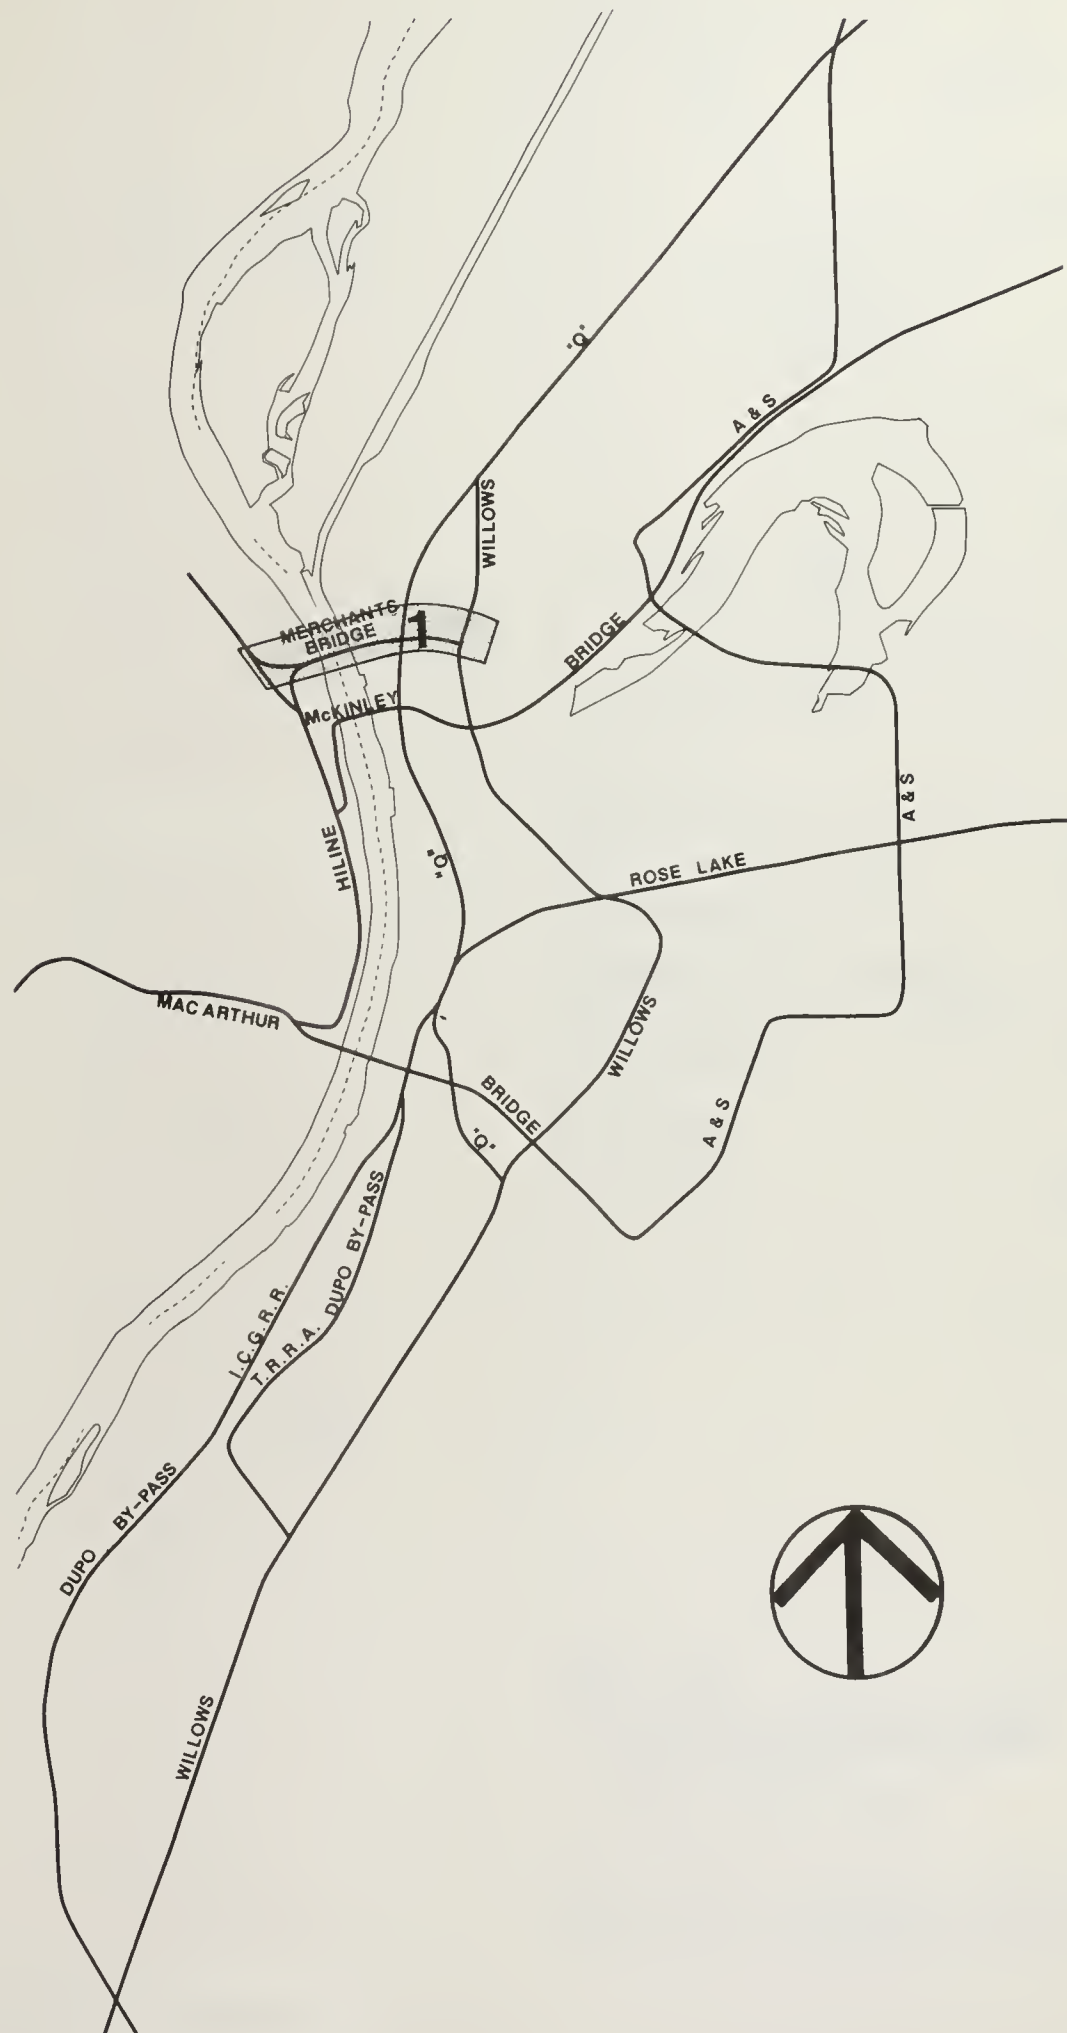 "Q"
A & S
WILLOWS
MERCHANTS
BRIDGE
1
BRIDGE
McKINLEY
A & S
HILINE
"Q"
ROSE LAKE
MAC ARTHUR
WILLOWS
BRIDGE
A & S
"Q"
DUPO BY-PASS
I.C.G.R.R.
T.R.R.A.
DUPO BY-PASS
WILLOWS